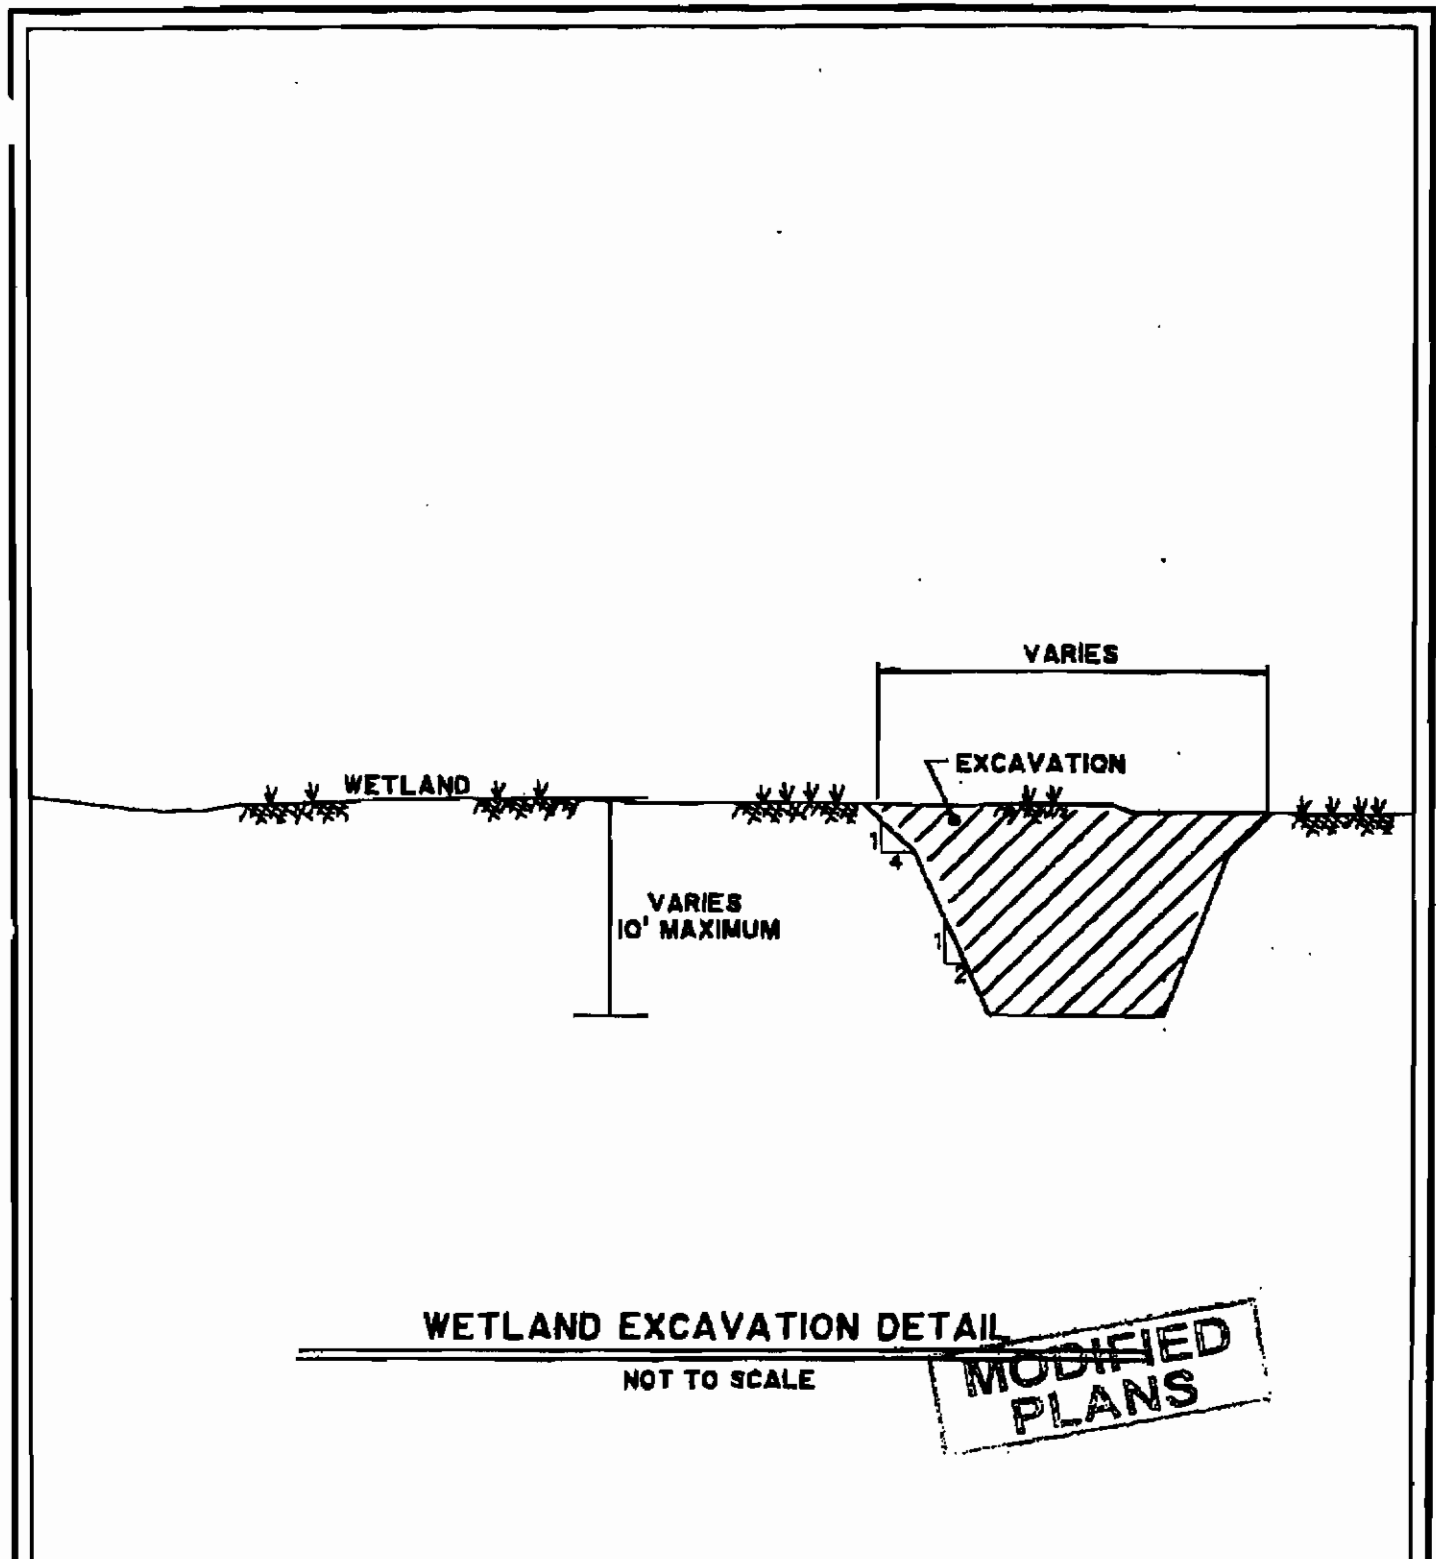 VARIES
EXCAVATION
WETLAND
1
4
VARIES
10' MAXIMUM
1
2
WETLAND EXCAVATION DETAIL
NOT TO SCALE
MODIFIED
PLANS